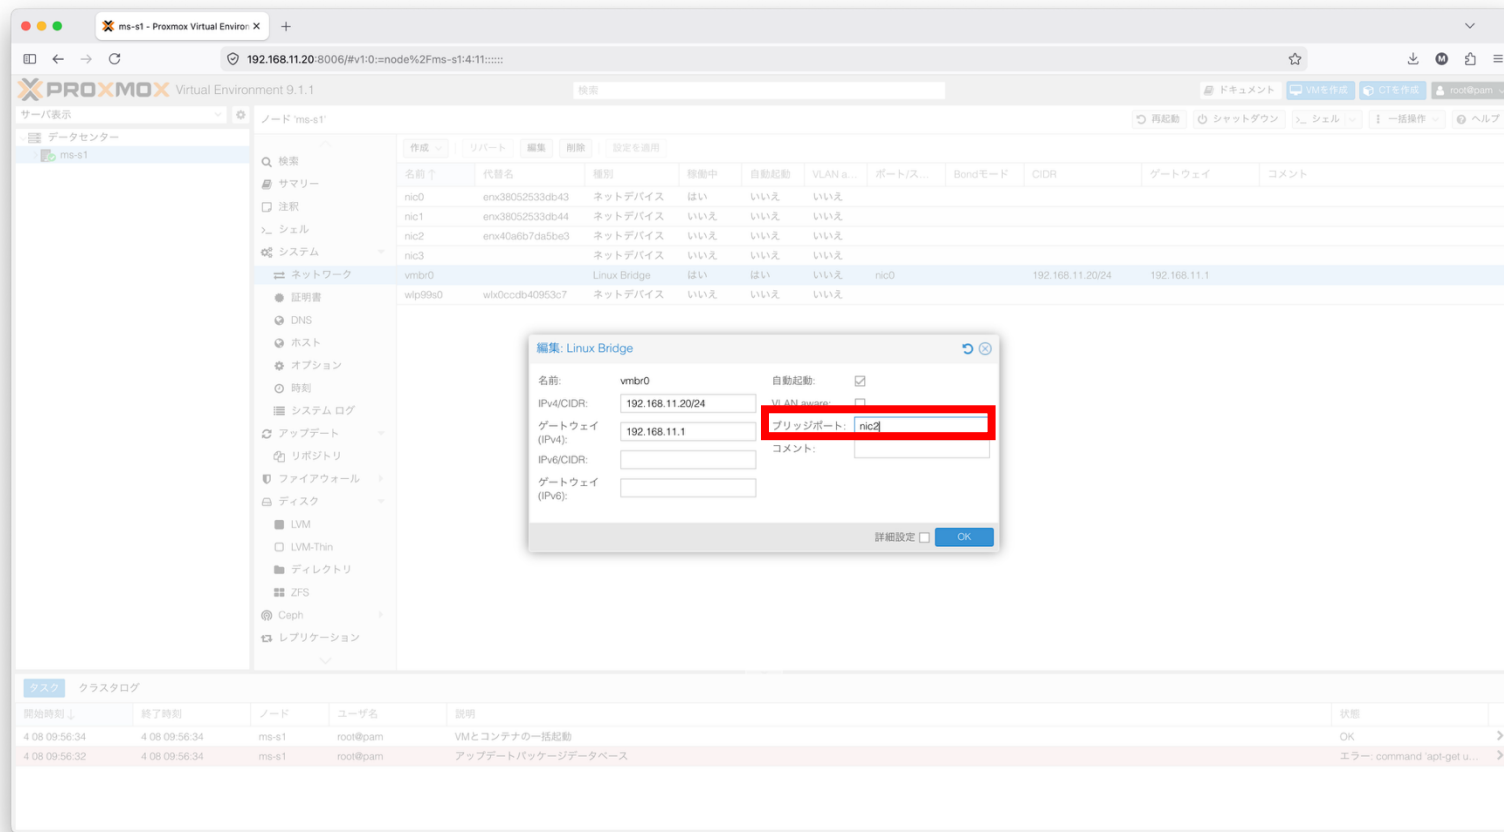 ms-s1 - Proxmox Virtual Environ
192.168.11.20:8006/#v1:0:=node%2Fms-s1:4:11::::::
PROXMOX Virtual Environment 9.1.1
検索
ドキュメント
VMを作成
CTを作成
root@pam
サーバ表示
ノード 'ms-s1'
再起動
シャットダウン
シェル
一括操作
ヘルプ
データセンター
ms-s1
検索
サマリー
注釈
シェル
システム
ネットワーク
証明書
DNS
ホスト
オプション
時刻
システム ログ
アップデート
リポジトリ
ファイアウォール
ディスク
LVM
LVM-Thin
ディレクトリ
ZFS
Ceph
レプリケーション
作成 リバート 編集 削除 設定を適用
名前 代替名 種別 稼働中 自動起動 VLAN a... ポート/ス... Bondモード CIDR ゲートウェイ コメント
nic0 enx38052533db43 ネットデバイス はい いいえ いいえ
nic1 enx38052533db44 ネットデバイス いいえ いいえ いいえ
nic2 enx40a6b7da5be3 ネットデバイス いいえ いいえ いいえ
nic3 ネットデバイス いいえ いいえ いいえ
vmbr0 Linux Bridge はい はい いいえ nic0 192.168.11.20/24 192.168.11.1
wlp99s0 wlx0ccdb40953c7 ネットデバイス いいえ いいえ いいえ
編集: Linux Bridge
名前: vmbr0
IPv4/CIDR: 192.168.11.20/24
ゲートウェイ (IPv4): 192.168.11.1
IPv6/CIDR:
ゲートウェイ (IPv6):
自動起動:
VLAN aware:
ブリッジポート: nic2
コメント:
詳細設定
OK
タスク クラスタログ
開始時刻 終了時刻 ノード ユーザ名 説明 状態
4 08 09:56:34 4 08 09:56:34 ms-s1 root@pam VMとコンテナの一括起動 OK
4 08 09:56:32 4 08 09:56:34 ms-s1 root@pam アップデートパッケージデータベース エラー: command 'apt-get u...